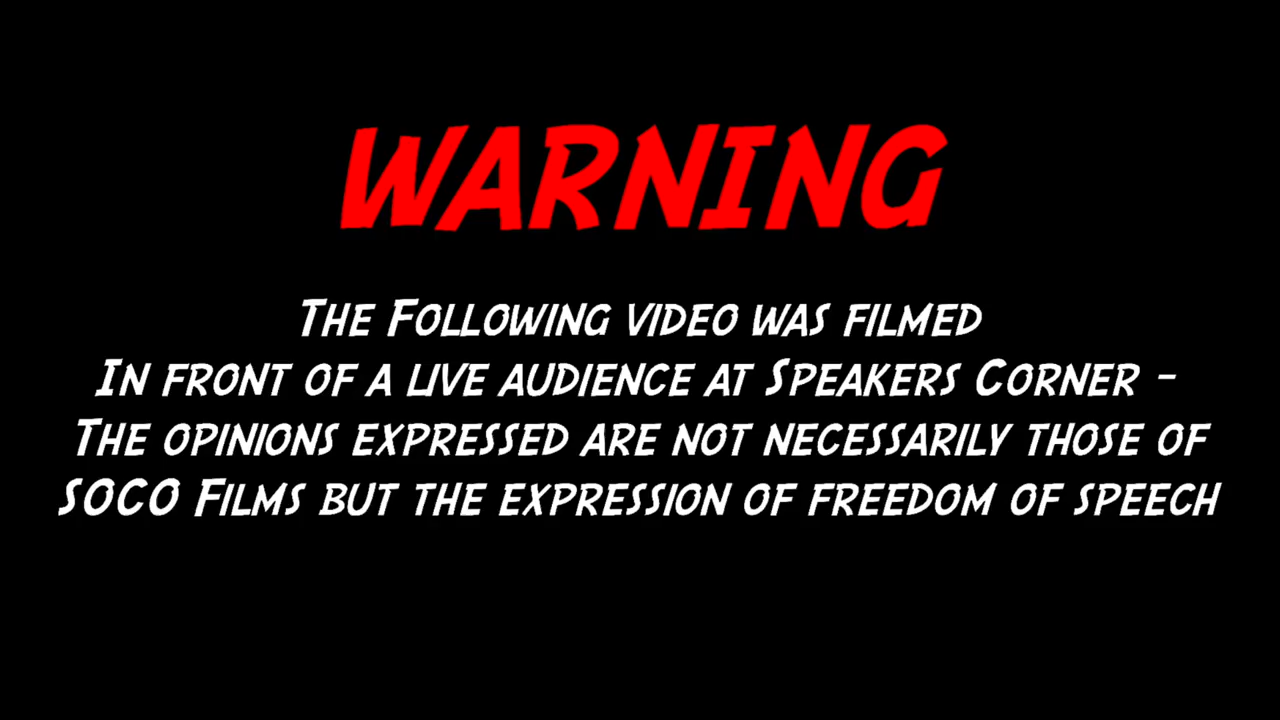 WARNING
The Following video was filmed
In front of a live audience at Speakers Corner -
The opinions expressed are not necessarily those of
SOCO Films but the expression of freedom of speech